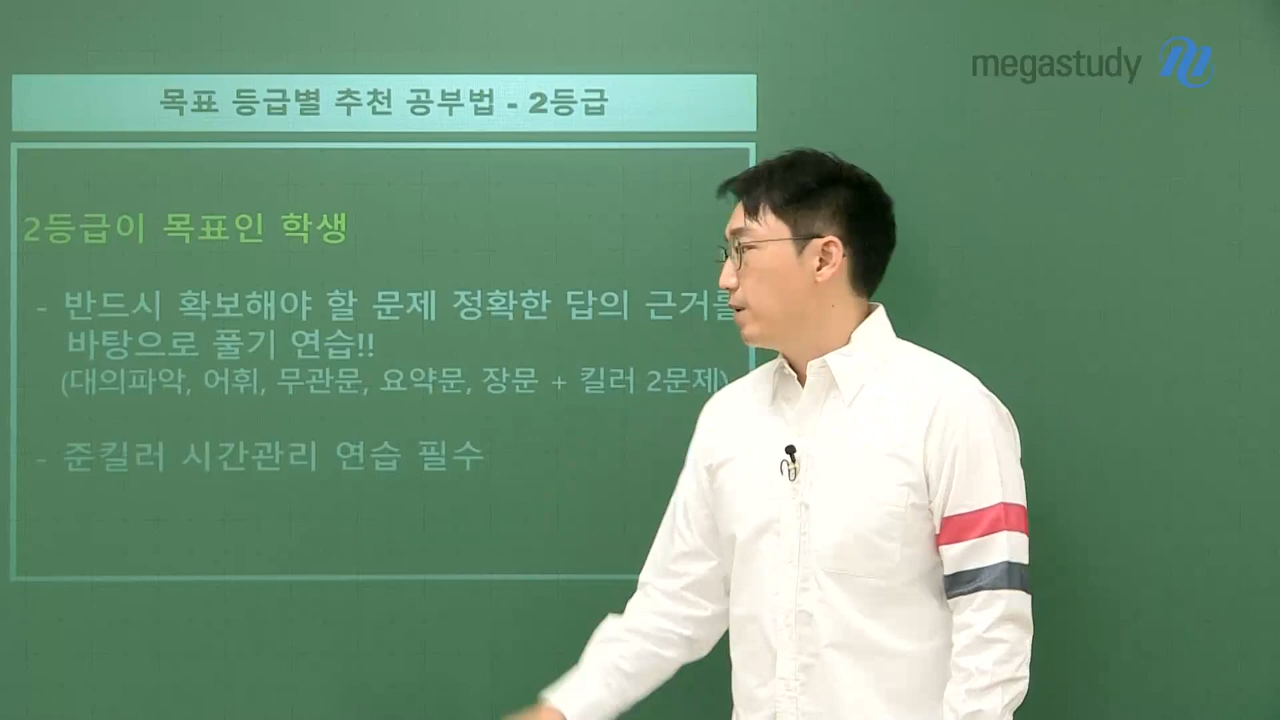 megastudy
목표 등급별 추천 공부법 - 2등급
2등급이 목표인 학생
- 반드시 확보해야 할 문제 정확한 답의 근거를
바탕으로 풀기 연습!!
(대의파악, 어휘, 무관문, 요약문, 장문 + 킬러 2문제)
- 준킬러 시간관리 연습 필수